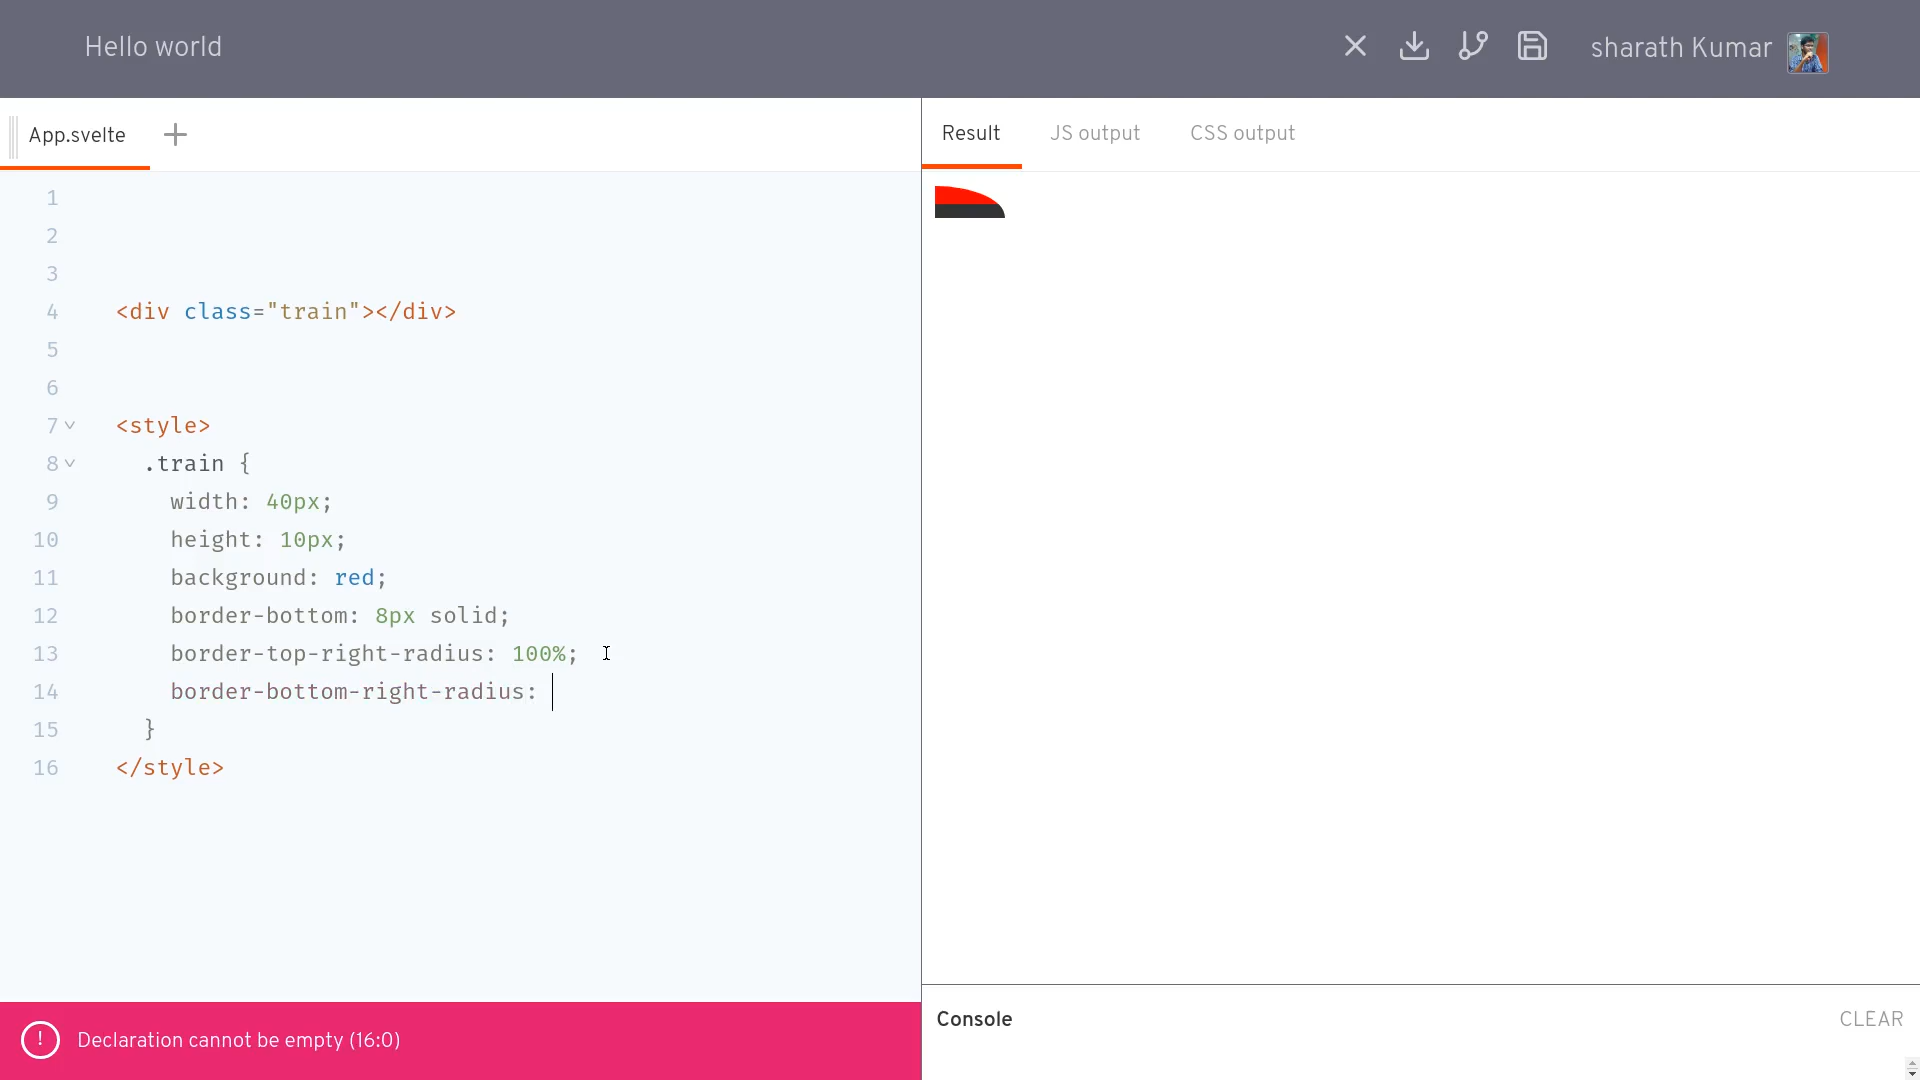 Hello world
sharath Kumar
App.svelte
Result JS output CSS output
1
2
3
4 <div class="train"></div>
5
6
7 <style>
8 .train {
9 width: 40px;
10 height: 10px;
11 background: red;
12 border-bottom: 8px solid;
13 border-top-right-radius: 100%;
14 border-bottom-right-radius:
15 }
16 </style>
! Declaration cannot be empty (16:0)
Console CLEAR